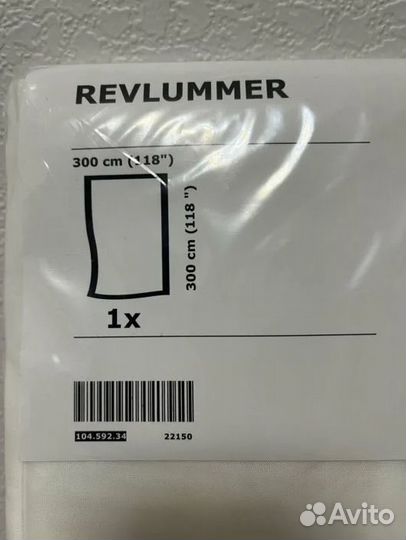 REVLUMMER
300 cm (118")
300 cm (118 ")
1x
104.592.34 22150
Avito